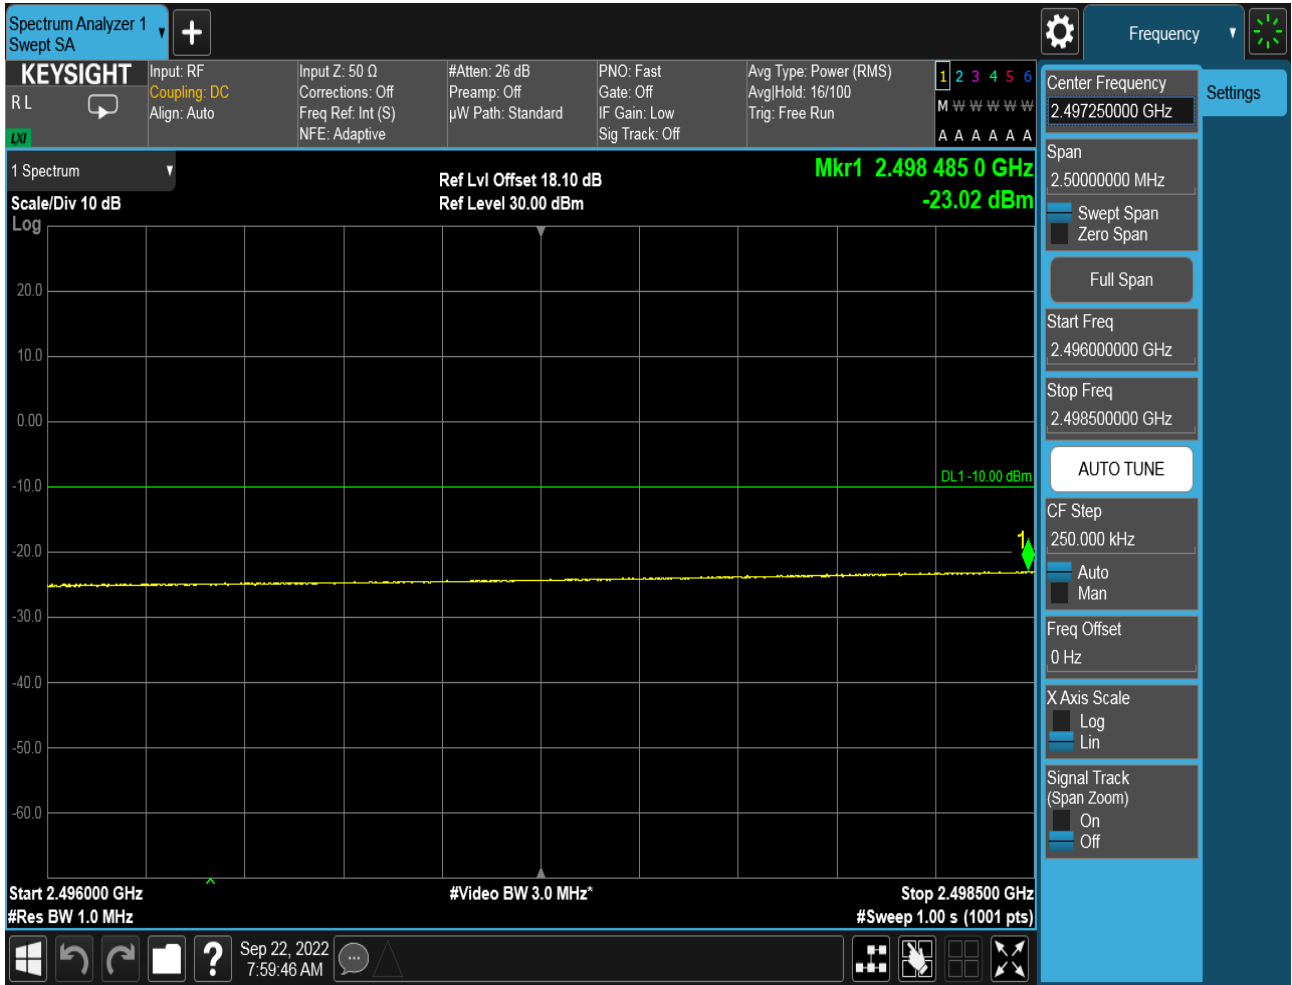 Spectrum Analyzer 1
Swept SA
+
Frequency
KEYSIGHT
R L
LXI
Input: RF
Coupling: DC
Align: Auto
Input Z: 50 Ω
Corrections: Off
Freq Ref: Int (S)
NFE: Adaptive
#Atten: 26 dB
Preamp: Off
µW Path: Standard
PNO: Fast
Gate: Off
IF Gain: Low
Sig Track: Off
Avg Type: Power (RMS)
Avg|Hold: 16/100
Trig: Free Run
1 2 3 4 5 6
M W W W W W
A A A A A A
1 Spectrum
Scale/Div 10 dB
Log
Ref Lvl Offset 18.10 dB
Ref Level 30.00 dBm
Mkr1 2.498 485 0 GHz
-23.02 dBm
20.0
10.0
0.00
-10.0
-20.0
-30.0
-40.0
-50.0
-60.0
DL1 -10.00 dBm
1
Start 2.496000 GHz
#Res BW 1.0 MHz
#Video BW 3.0 MHz*
Stop 2.498500 GHz
#Sweep 1.00 s (1001 pts)
?
Sep 22, 2022
7:59:46 AM
Center Frequency
2.497250000 GHz
Settings
Span
2.50000000 MHz
Swept Span
Zero Span
Full Span
Start Freq
2.496000000 GHz
Stop Freq
2.498500000 GHz
AUTO TUNE
CF Step
250.000 kHz
Auto
Man
Freq Offset
0 Hz
X Axis Scale
Log
Lin
Signal Track
(Span Zoom)
On
Off